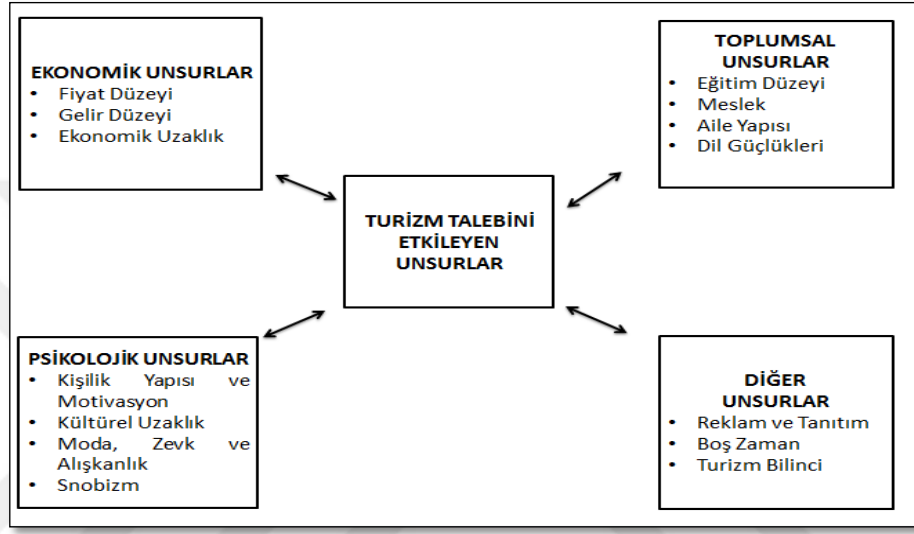 EKONOMİK UNSURLAR
• Fiyat Düzeyi
• Gelir Düzeyi
• Ekonomik Uzaklık
TOPLUMSAL
UNSURLAR
• Eğitim Düzeyi
• Meslek
• Aile Yapısı
• Dil Güçlükleri
TURİZM TALEBİNİ
ETKİLEYEN
UNSURLAR
PSİKOLOJİK UNSURLAR
• Kişilik Yapısı ve
Motivasyon
• Kültürel Uzaklık
• Moda, Zevk ve
Alışkanlık
• Snobizm
DİĞER
UNSURLAR
• Reklam ve Tanıtım
• Boş Zaman
• Turizm Bilinci